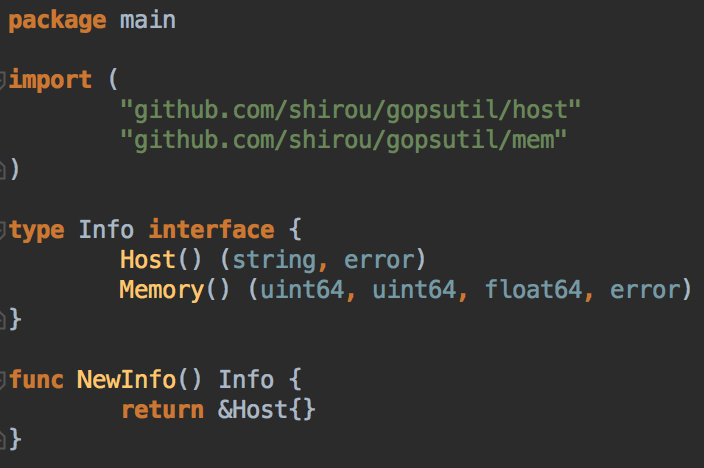 package main
import (
"github.com/shirou/gopsutil/host"
"github.com/shirou/gopsutil/mem"
)
type Info interface {
Host() (string, error)
Memory() (uint64, uint64, float64, error)
}
func NewInfo() Info {
return &Host{}
}